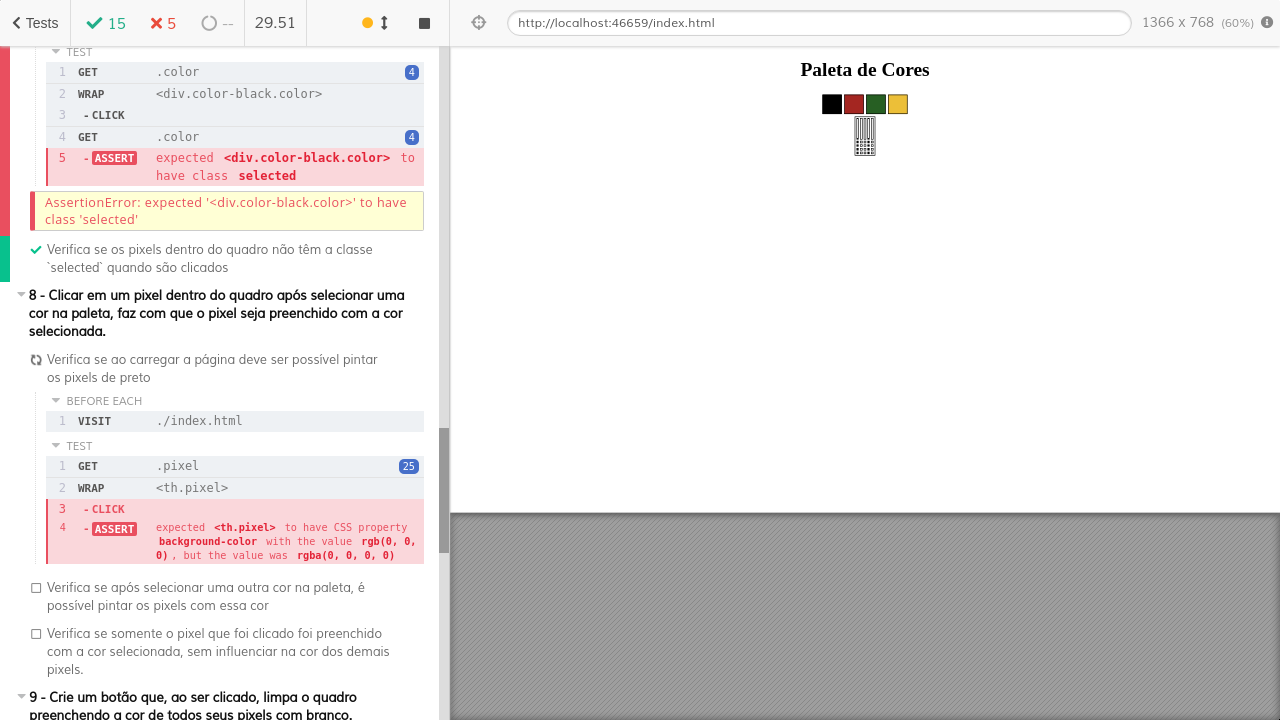 Tests 15 5 -- 29.51 http://localhost:46659/index.html 1366 x 768 (60%)
TEST
1 GET .color 4
2 WRAP <div.color-black.color>
3 - CLICK
4 GET .color 4
5 - ASSERT expected <div.color-black.color> to
have class selected
AssertionError: expected '<div.color-black.color>' to have
class 'selected'
Verifica se os pixels dentro do quadro não têm a classe
`selected` quando são clicados
8 - Clicar em um pixel dentro do quadro após selecionar uma
cor na paleta, faz com que o pixel seja preenchido com a cor
selecionada.
Verifica se ao carregar a página deve ser possível pintar
os pixels de preto
BEFORE EACH
1 VISIT ./index.html
TEST
1 GET .pixel 25
2 WRAP <th.pixel>
3 - CLICK
4 - ASSERT expected <th.pixel> to have CSS property
background-color with the value rgb(0, 0,
0), but the value was rgba(0, 0, 0, 0)
Verifica se após selecionar uma outra cor na paleta, é
possível pintar os pixels com essa cor
Verifica se somente o pixel que foi clicado foi preenchido
com a cor selecionada, sem influenciar na cor dos demais
pixels.
9 - Crie um botão que, ao ser clicado, limpa o quadro
preenchendo a cor de todos seus pixels com branco.
Paleta de Cores